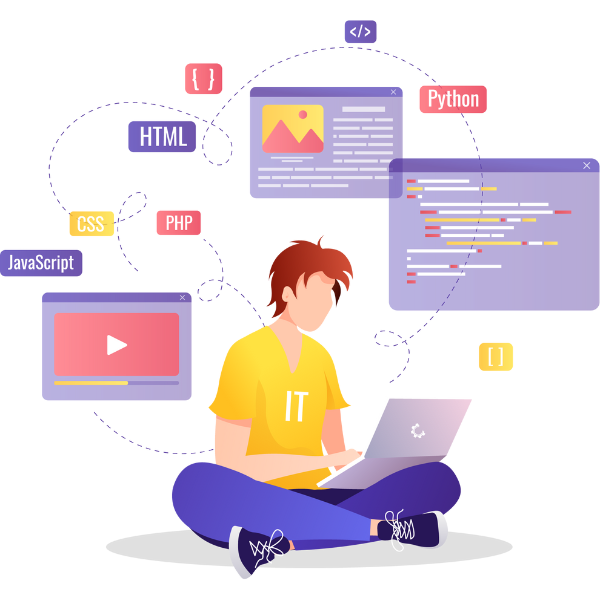 </>
{ }
Python
HTML
CSS
PHP
JavaScript
[ ]
IT